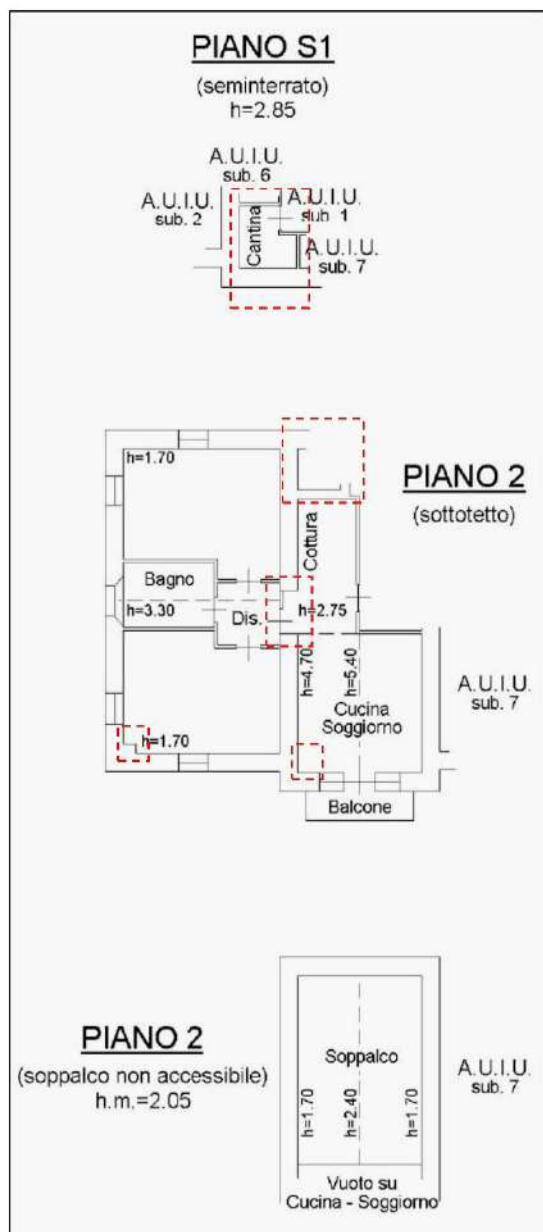 PIANO S1
(seminterrato)
h=2.85
A.U.I.U.
sub. 6
A.U.I.U.
sub. 2
A.U.I.U.
sub. 1
Cantina
A.U.I.U.
sub. 7
h=1.70
PIANO 2
(sottotetto)
Cottura
Bagno
h=3.30
Dis.
h=2.75
h=4.70
h=5.40
A.U.I.U.
sub. 7
Cucina
Soggiorno
h=1.70
Balcone
PIANO 2
(soppalco non accessibile)
h.m.=2.05
Soppalco
A.U.I.U.
sub. 7
h=1.70
h=2.40
h=1.70
Vuoto su
Cucina - Soggiorno